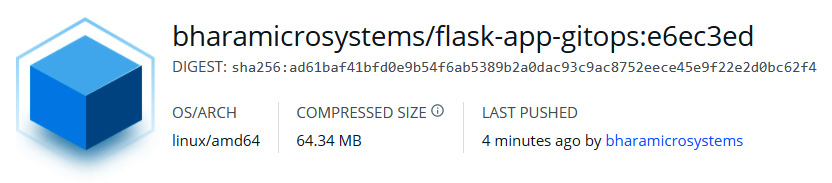 bharamicrosystems/flask-app-gitops:e6ec3ed
DIGEST: sha256:ad61baf41bfd0e9b54f6ab5389b2a0dac93c9ac8752eece45e9f22e2d0bc62f4
OS/ARCH
linux/amd64
COMPRESSED SIZE
64.34 MB
LAST PUSHED
4 minutes ago by bharamicrosystems